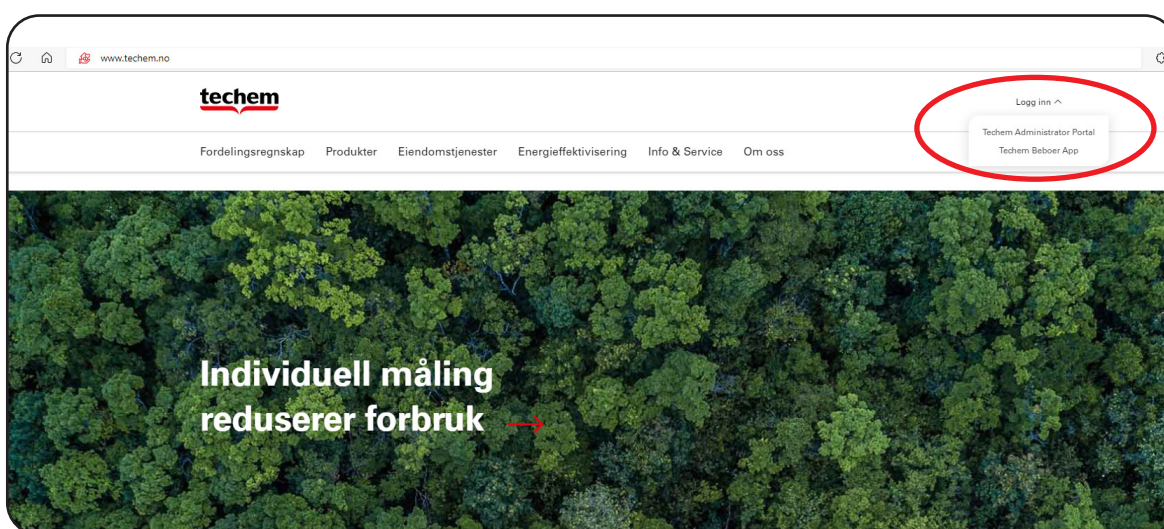 www.techem.no
techem
Logg inn
Techem Administrator Portal
Techem Beboer App
Fordelingsregnskap Produkter Eiendomstjenester Energieffektivisering Info & Service Om oss
Individuell måling
reduserer forbruk